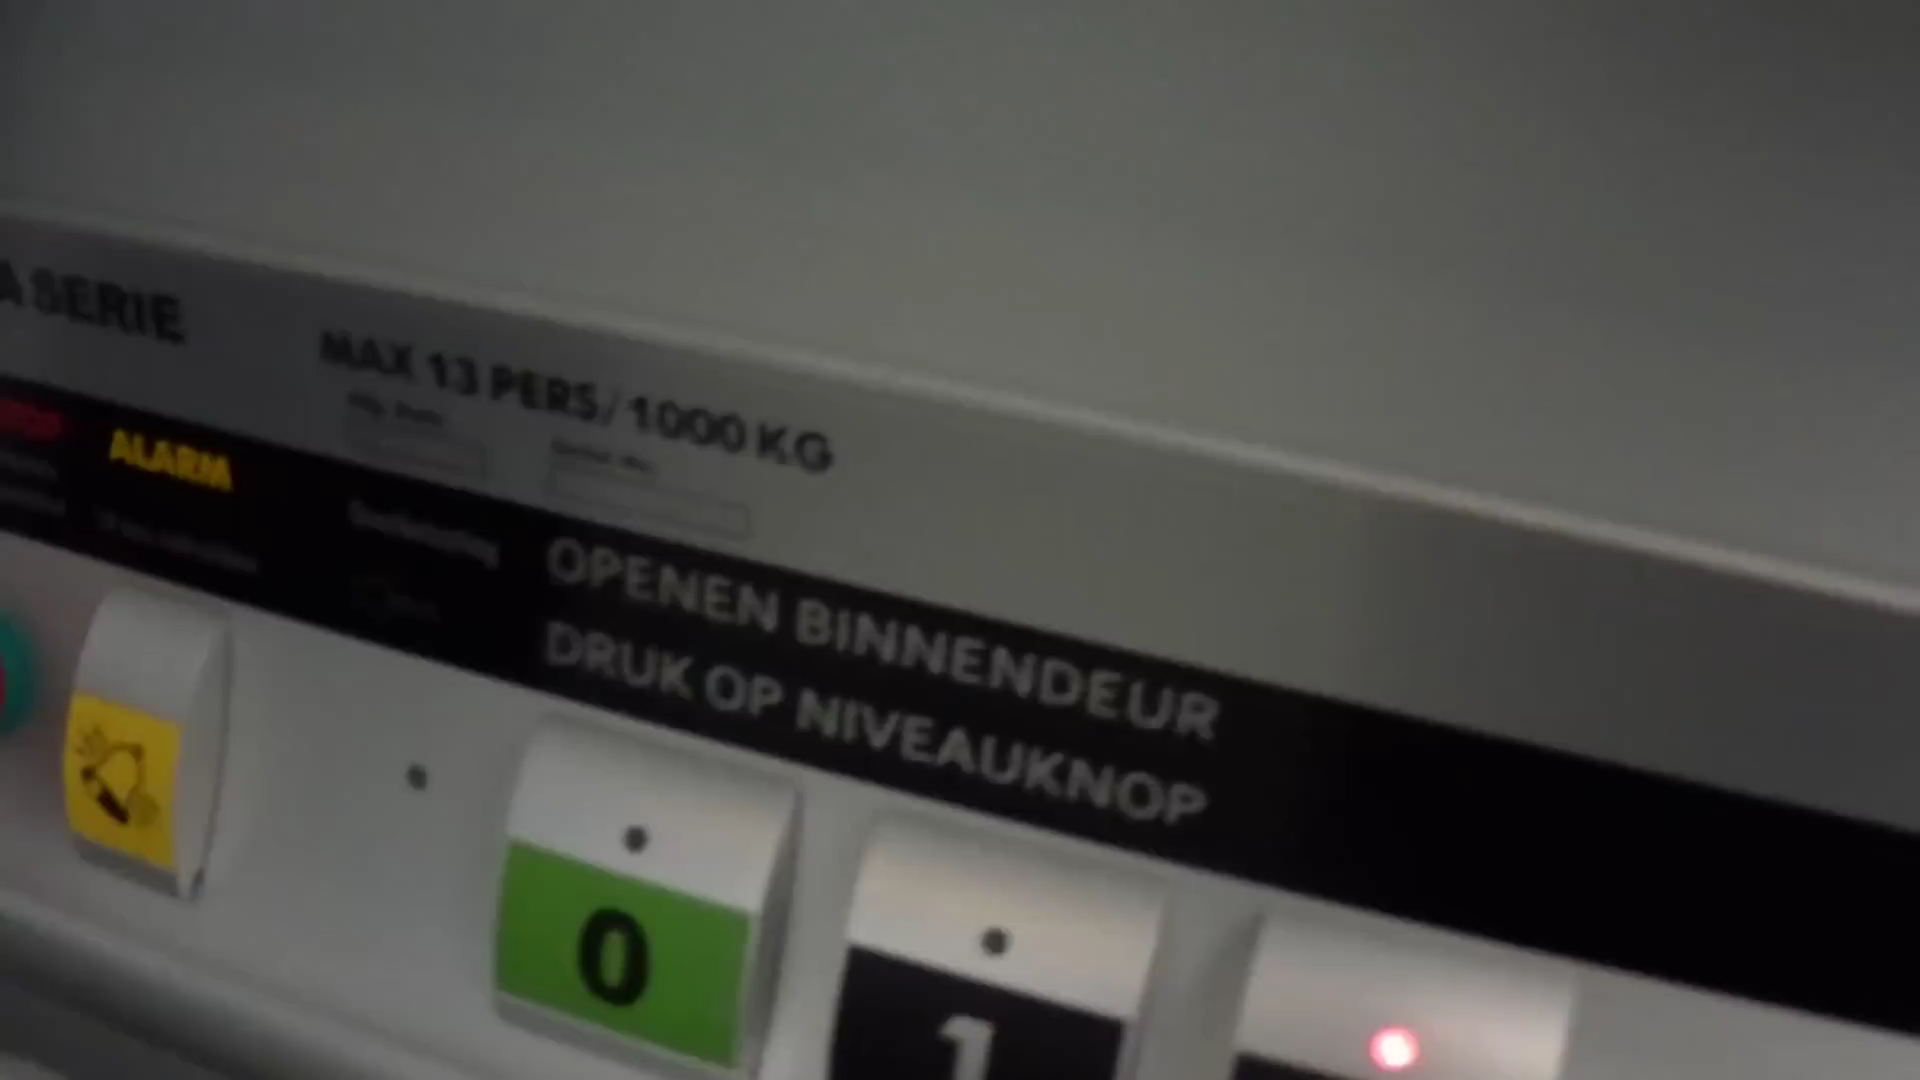 A SERIE
MAX 13 PERS/1000 KG
ALARM
OPENEN BINNENDEUR
DRUK OP NIVEAUKNOP
0
1